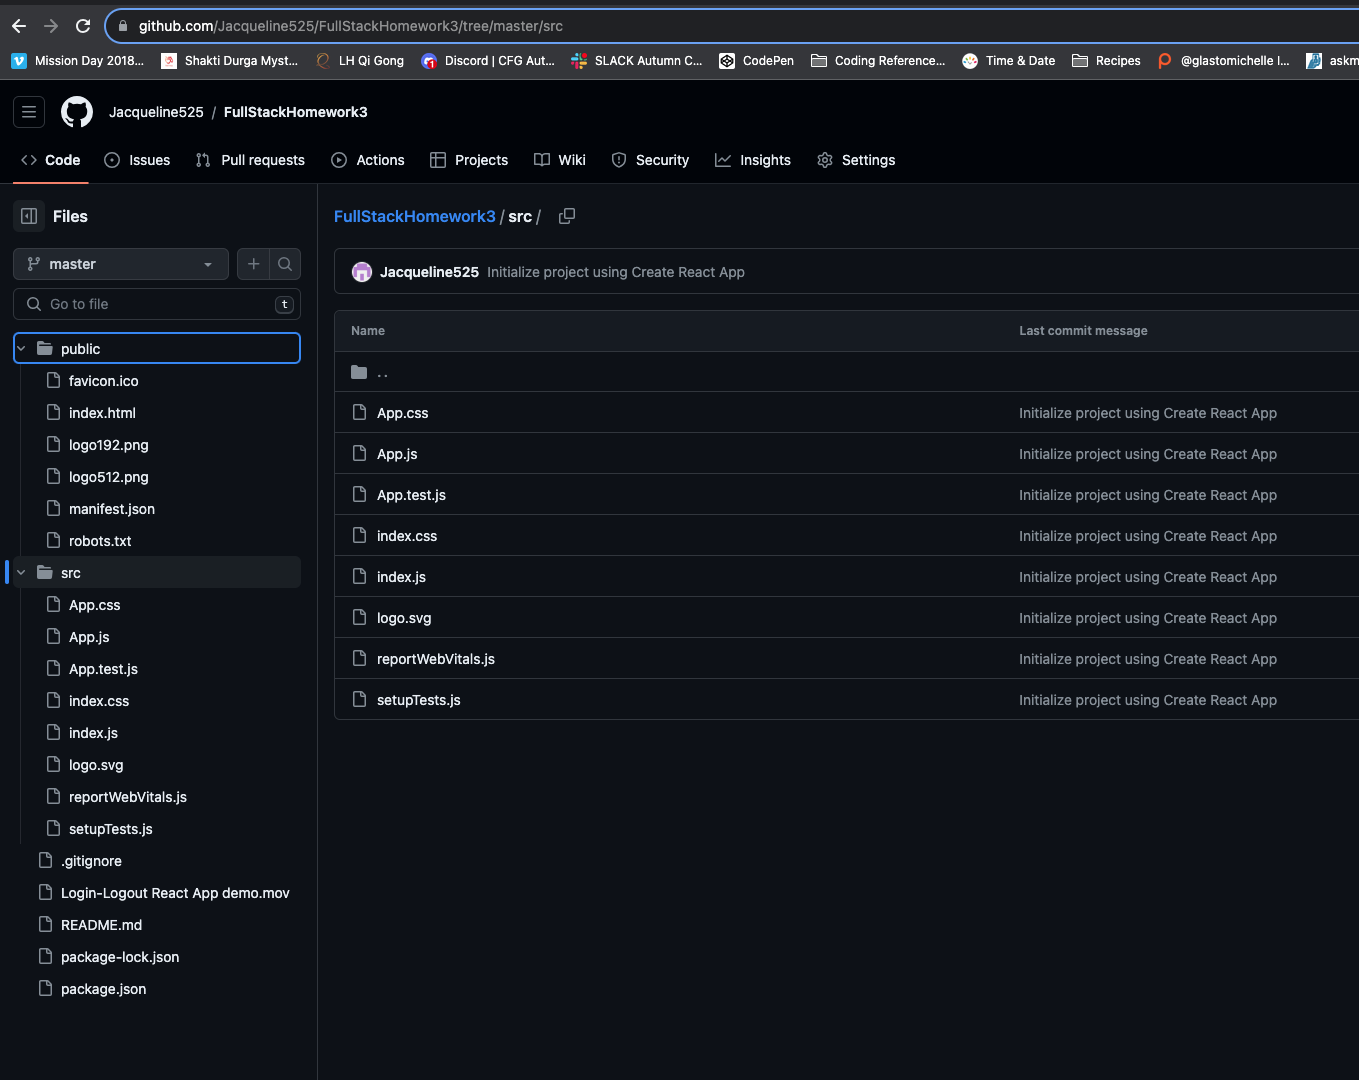 github.com/Jacqueline525/FullStackHomework3/tree/master/src
Mission Day 2018... Shakti Durga Myst... LH Qi Gong Discord | CFG Aut... SLACK Autumn C... CodePen Coding Reference... Time & Date Recipes @glastomichelle l... askm
Jacqueline525 / FullStackHomework3
Code Issues Pull requests Actions Projects Wiki Security Insights Settings
Files
master
Go to file t
public
favicon.ico
index.html
logo192.png
logo512.png
manifest.json
robots.txt
src
App.css
App.js
App.test.js
index.css
index.js
logo.svg
reportWebVitals.js
setupTests.js
.gitignore
Login-Logout React App demo.mov
README.md
package-lock.json
package.json
FullStackHomework3 / src /
Jacqueline525 Initialize project using Create React App
Name Last commit message
..
App.css Initialize project using Create React App
App.js Initialize project using Create React App
App.test.js Initialize project using Create React App
index.css Initialize project using Create React App
index.js Initialize project using Create React App
logo.svg Initialize project using Create React App
reportWebVitals.js Initialize project using Create React App
setupTests.js Initialize project using Create React App